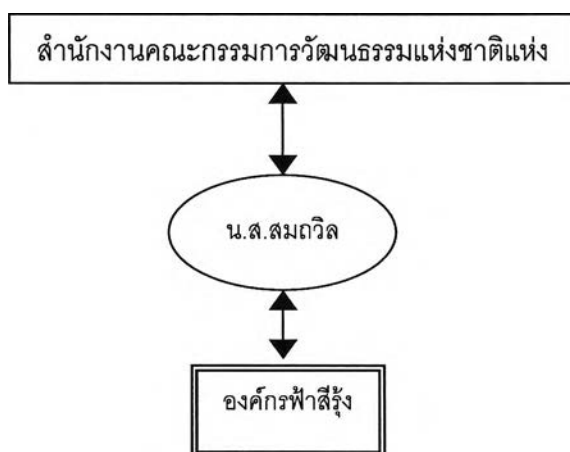 สำนักงานคณะกรรมการวัฒนธรรมแห่งชาติแห่ง
น.ส.สมถวิล
องค์กรฟ้าสีรุ้ง